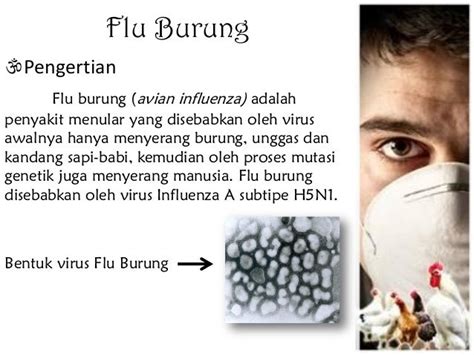 Flu Burung
ॐPengertian
Flu burung (avian influenza) adalah
penyakit menular yang disebabkan oleh virus
awalnya hanya menyerang burung, unggas dan
kandang sapi-babi, kemudian oleh proses mutasi
genetik juga menyerang manusia. Flu burung
disebabkan oleh virus Influenza A subtipe H5N1.
Bentuk virus Flu Burung